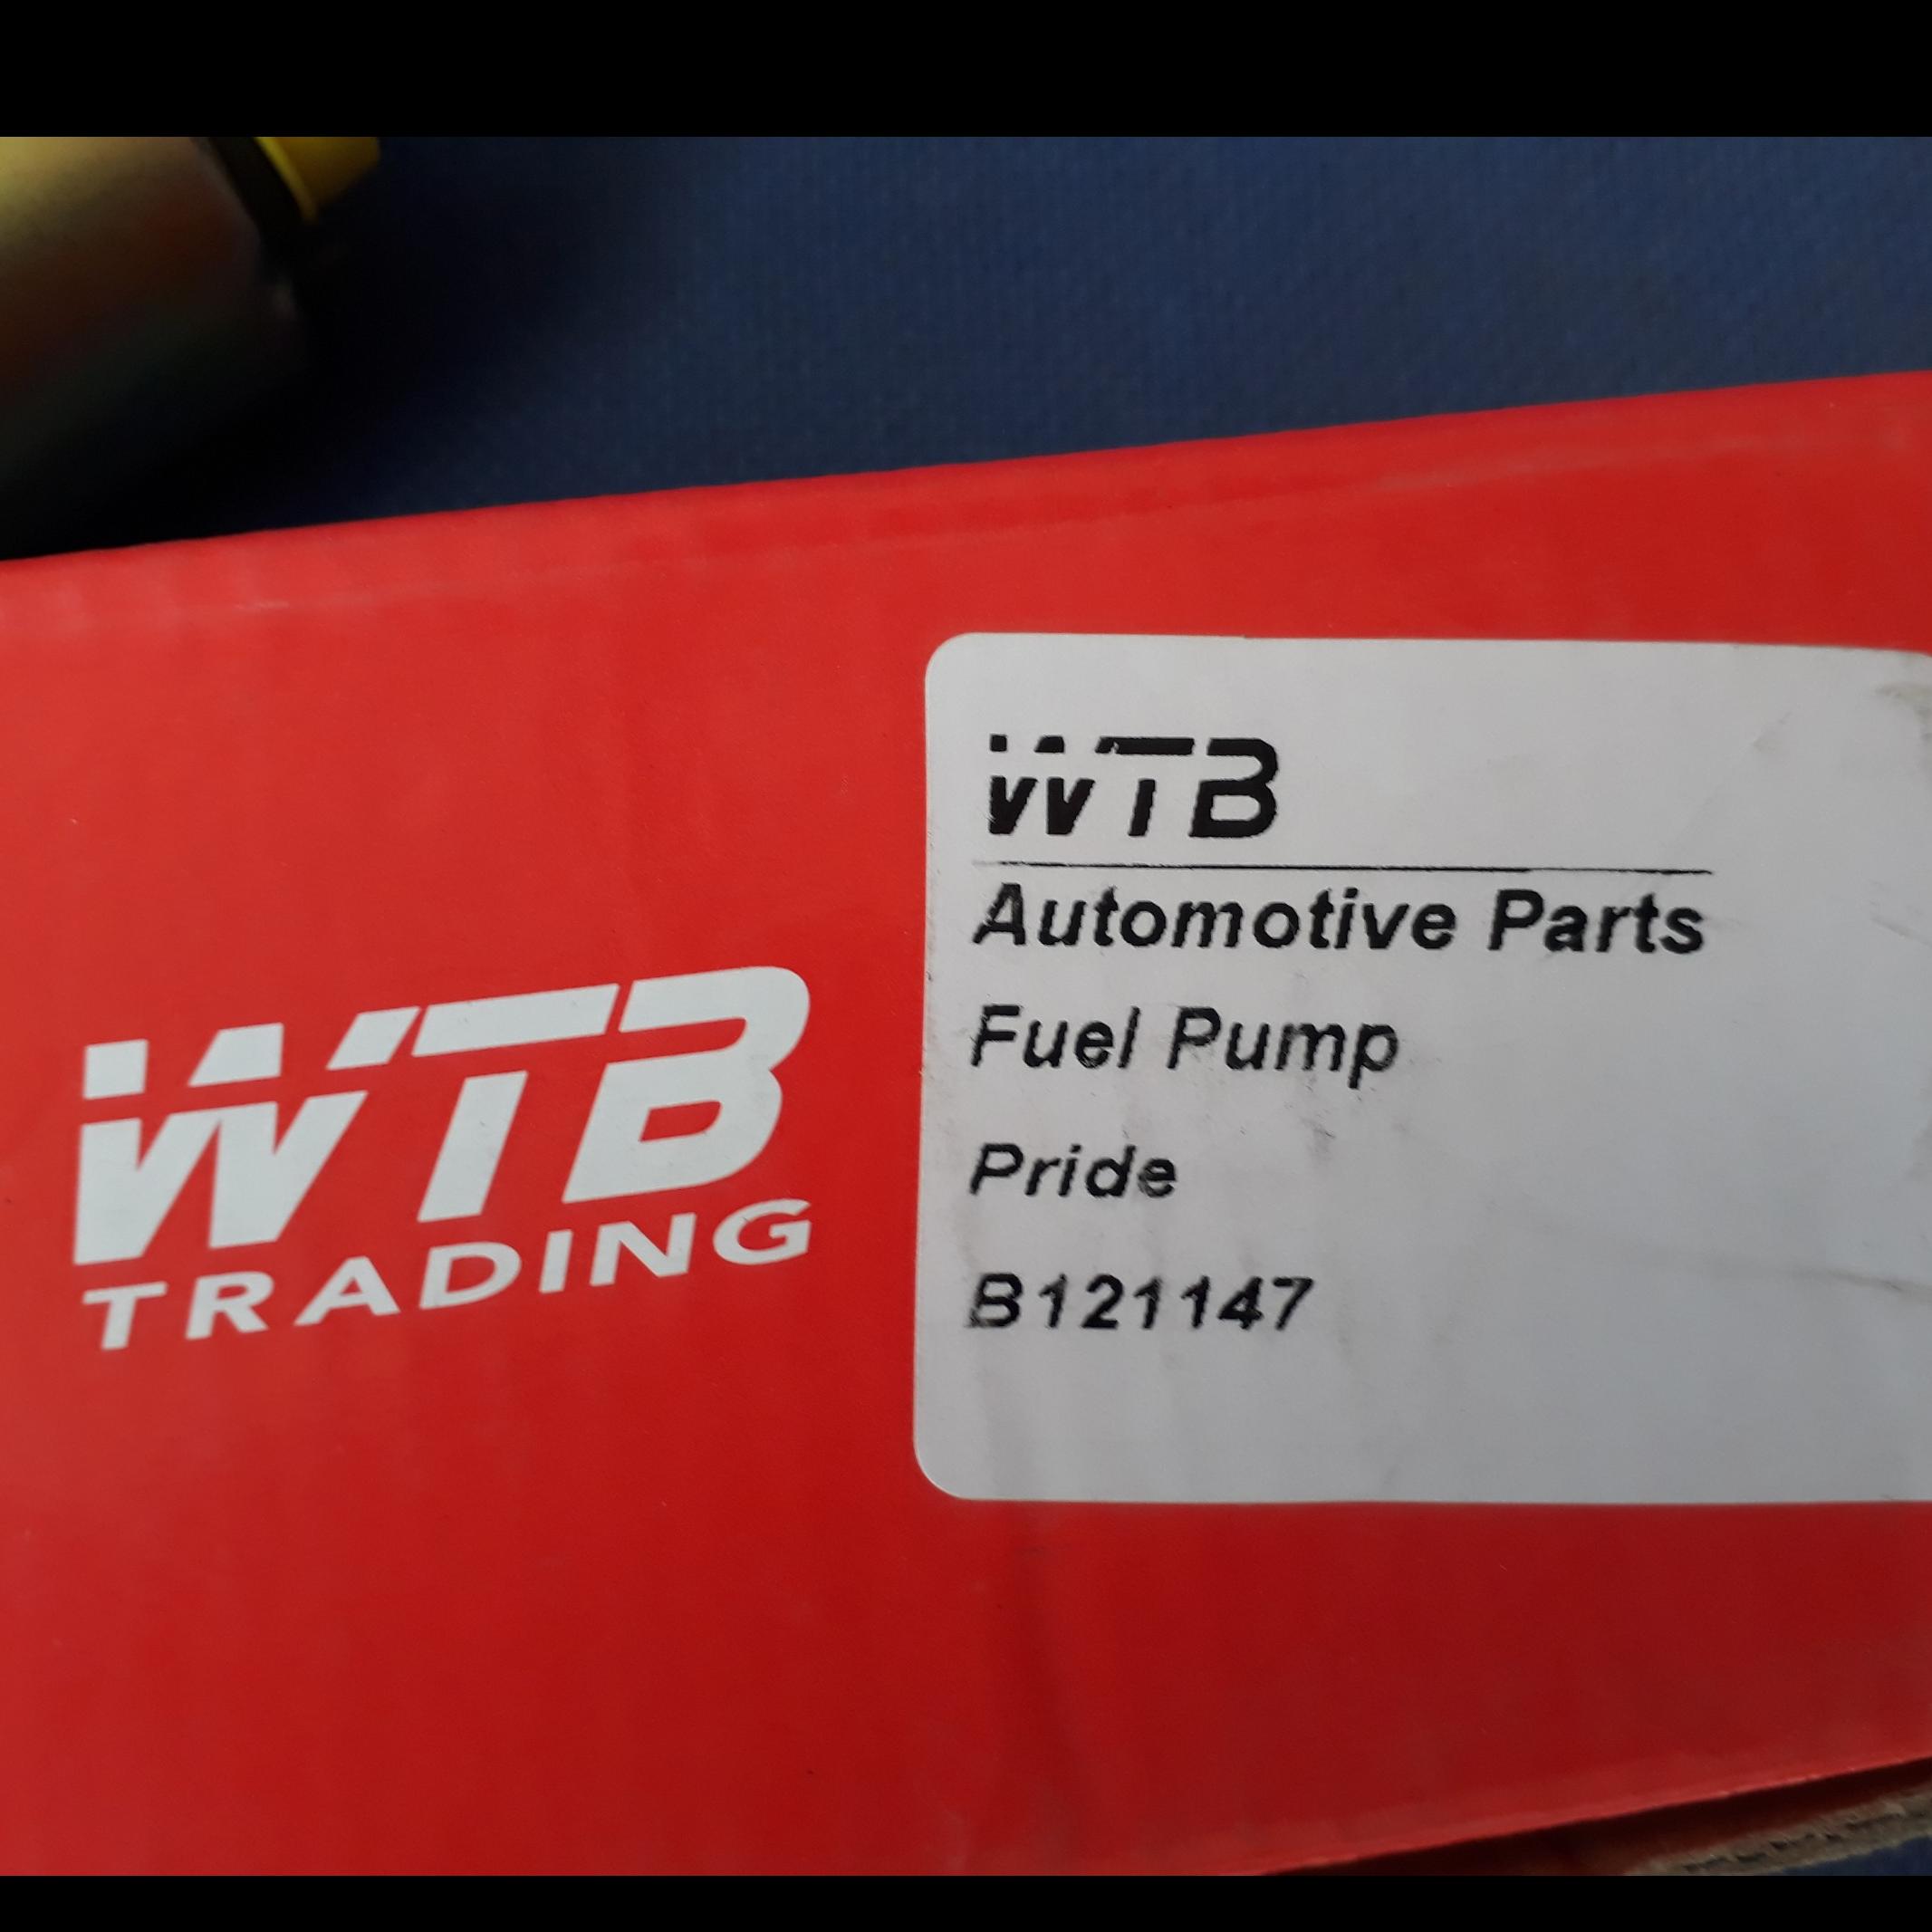 WTB
TRADING
WTB
Automotive Parts
Fuel Pump
Pride
B121147